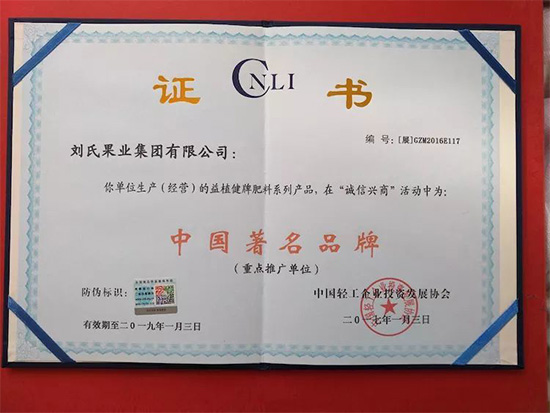 证 CNLI 书
编 号：[展]GZM2016E117
刘氏果业集团有限公司：
你单位生产（经营）的益植健牌肥料系列产品，在“诚信兴商”活动中为：
中国著名品牌
（重点推广单位）
防伪标识：
中国轻工企业投资发展协会
有效期至二〇一九年一月三日
二〇一七年一月三日